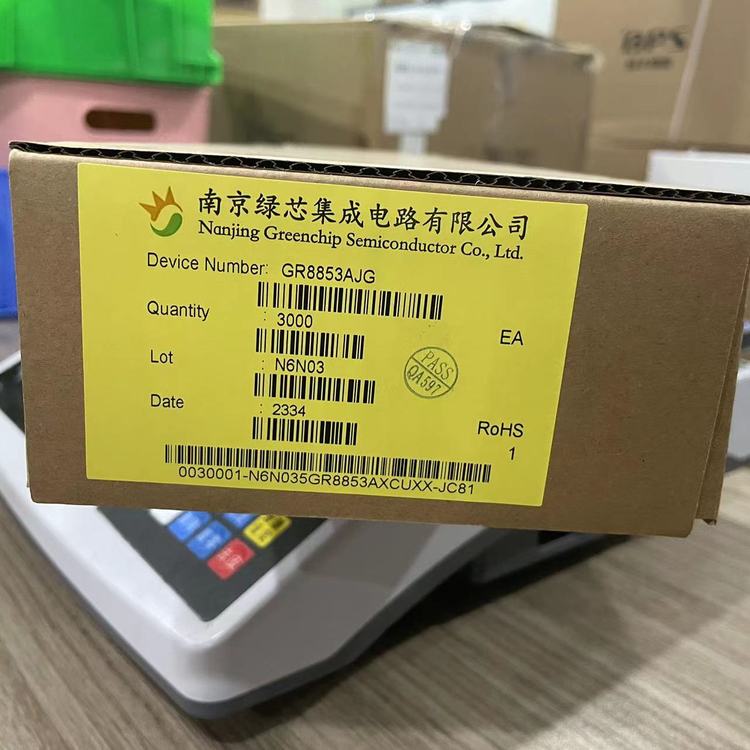 南京绿芯集成电路有限公司
Nanjing Greenchip Semiconductor Co., Ltd.
Device Number: GR8853AJG
Quantity : 3000
EA
Lot : N6N03
PASS
QA597
Date : 2334
RoHS
1
0030001-N6N035GR8853AXCUXX-JC81
BPS